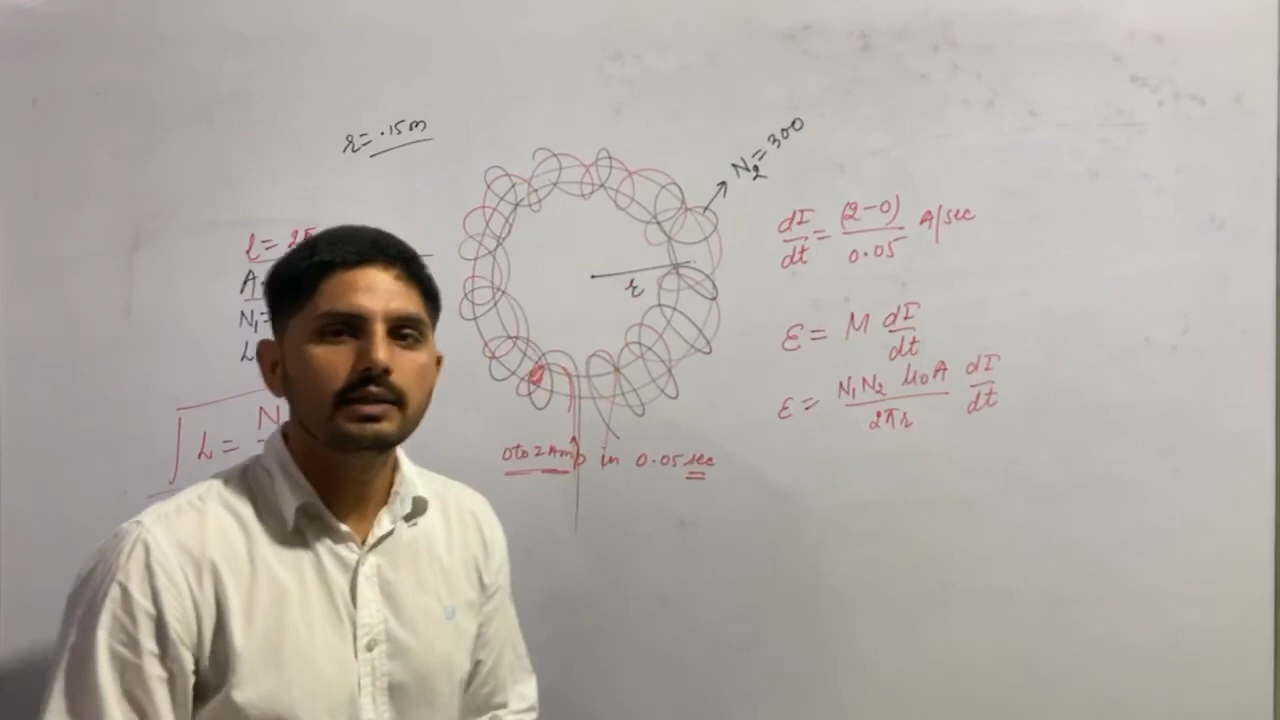 r = .15m
N₂ = 300
l = 2π
A
N₁ =
L
∫ L = N
r
0 to 2 Amp in 0.05 sec
dI/dt = (2-0)/0.05 A/sec
ε = M dI/dt
ε = N₁N₂ μ₀A/2πr dI/dt